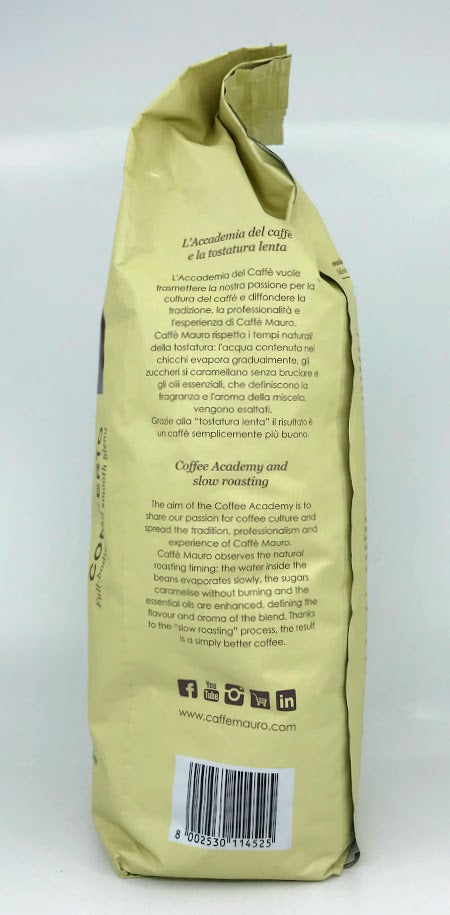 L'Accademia del caffè
e la tostatura lenta
L'Accademia del Caffè vuole
trasmettere la nostra passione per la
cultura del caffè e diffondere la
tradizione, la professionalità e
l'esperienza di Caffè Mauro.
Caffè Mauro rispetta i tempi naturali
della tostatura: l'acqua contenuta nei
chicchi evapora gradualmente, gli
zuccheri si caramellano senza bruciare e
gli olii essenziali, che definiscono la
fragranza e l'aroma della miscela,
vengono esaltati.
Grazie alla "tostatura lenta" il risultato è
un caffè semplicemente più buono.
Coffee Academy and
slow roasting
The aim of the Coffee Academy is to
share our passion for coffee culture and
spread the tradition, professionalism and
experience of Caffè Mauro.
Caffè Mauro observes the natural
roasting timing: the water inside the
beans evaporates slowly, the sugars
caramelise without burning and the
essential oils are enhanced, defining the
flavour and aroma of the blend. Thanks
to the "slow roasting" process, the result
is a simply better coffee.
f You Tube in
www.caffemauro.com
8 002530 114525